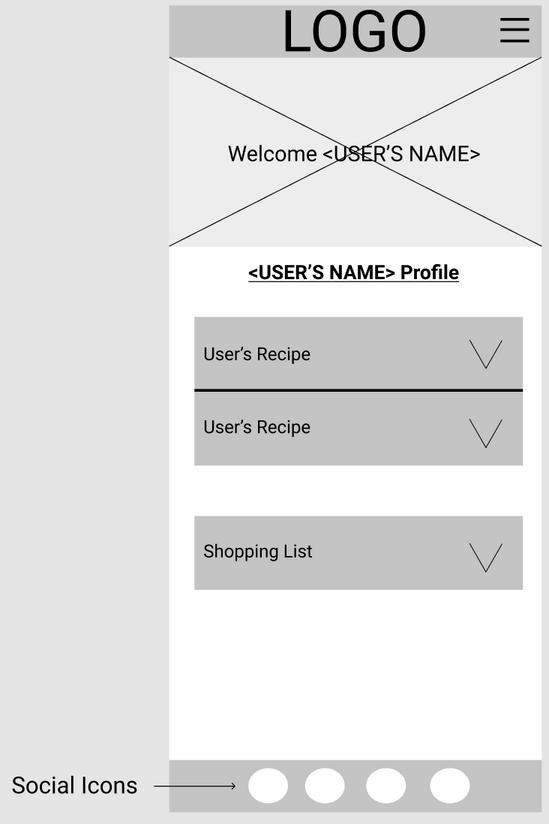 LOGO
Welcome <USER’S NAME>
<USER’S NAME> Profile
User’s Recipe
User’s Recipe
Shopping List
Social Icons